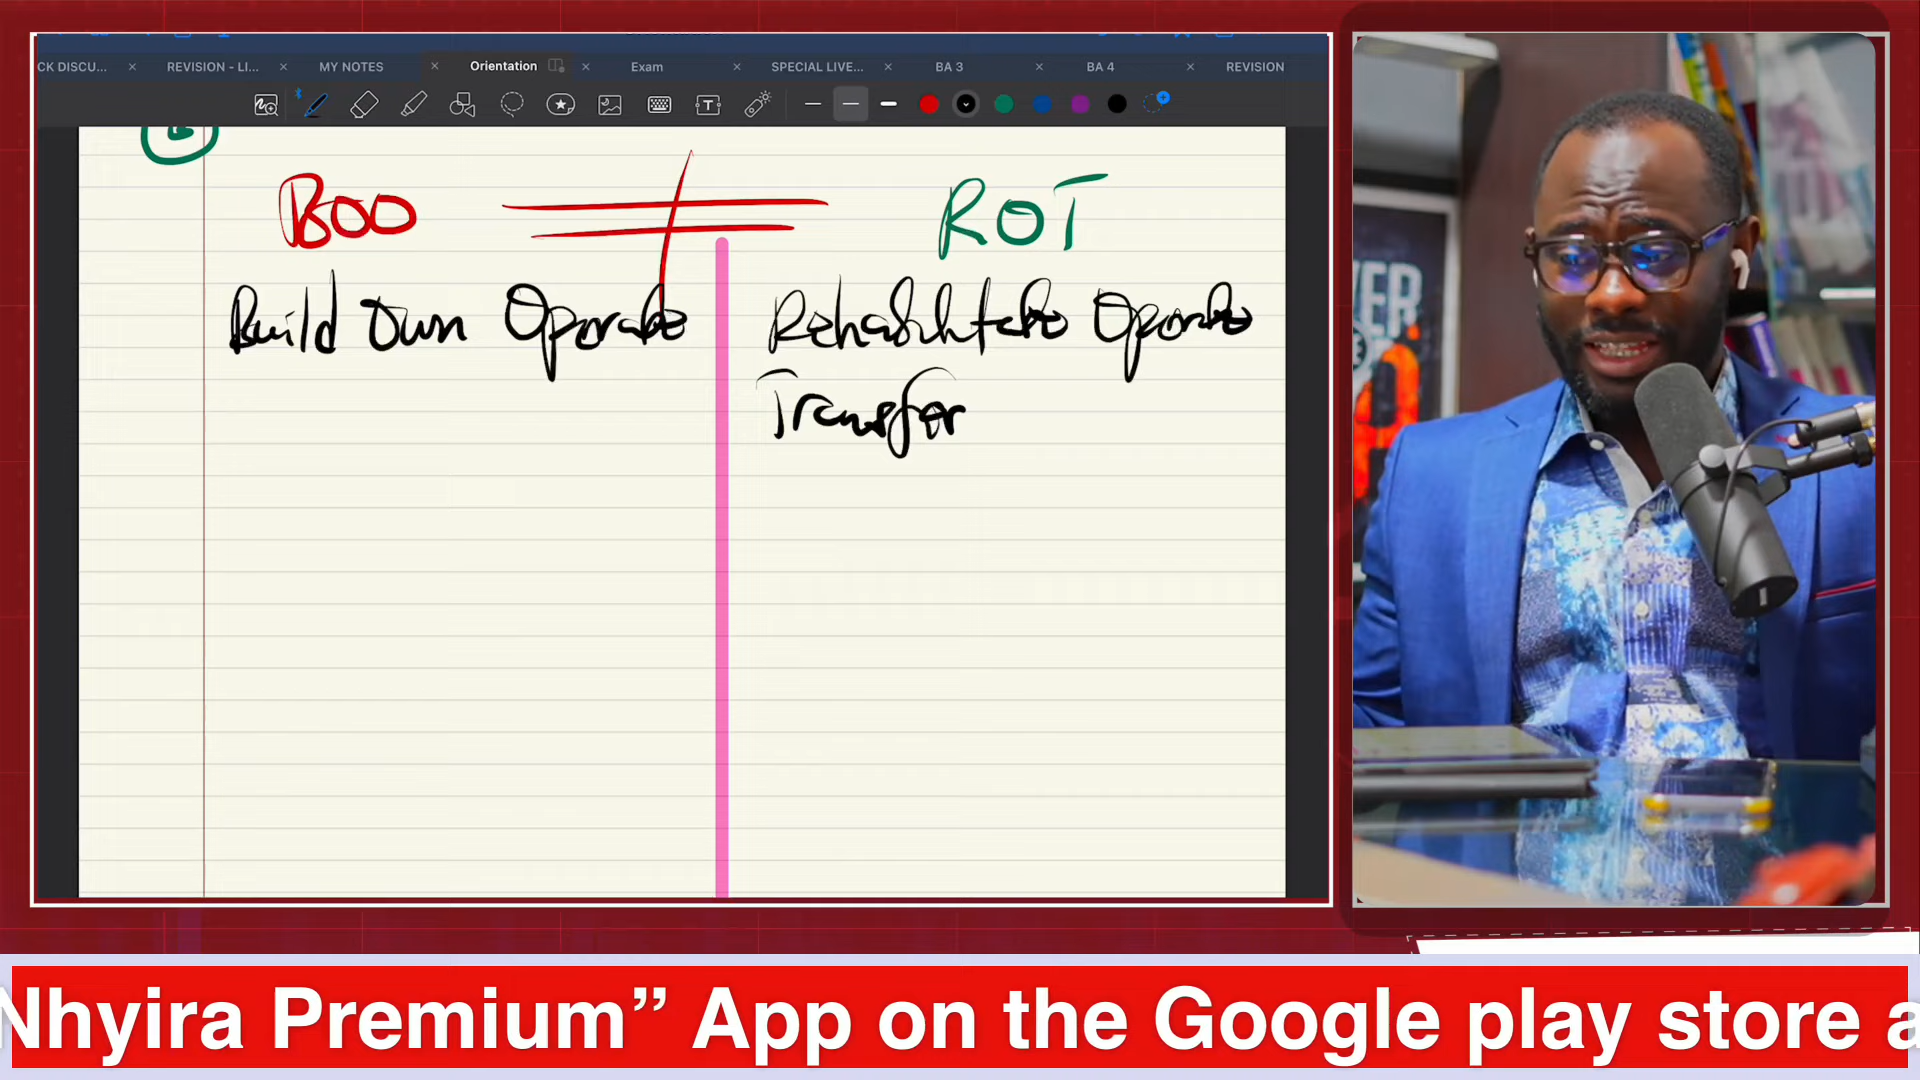 CK DISCU... REVISION - LI... MY NOTES Orientation Exam SPECIAL LIVE... BA 3 BA 4 REVISION
BOO ≠ ROT
Build Own Operate
Rehabilitate Operate
Transfer
Nhyira Premium” App on the Google play store a